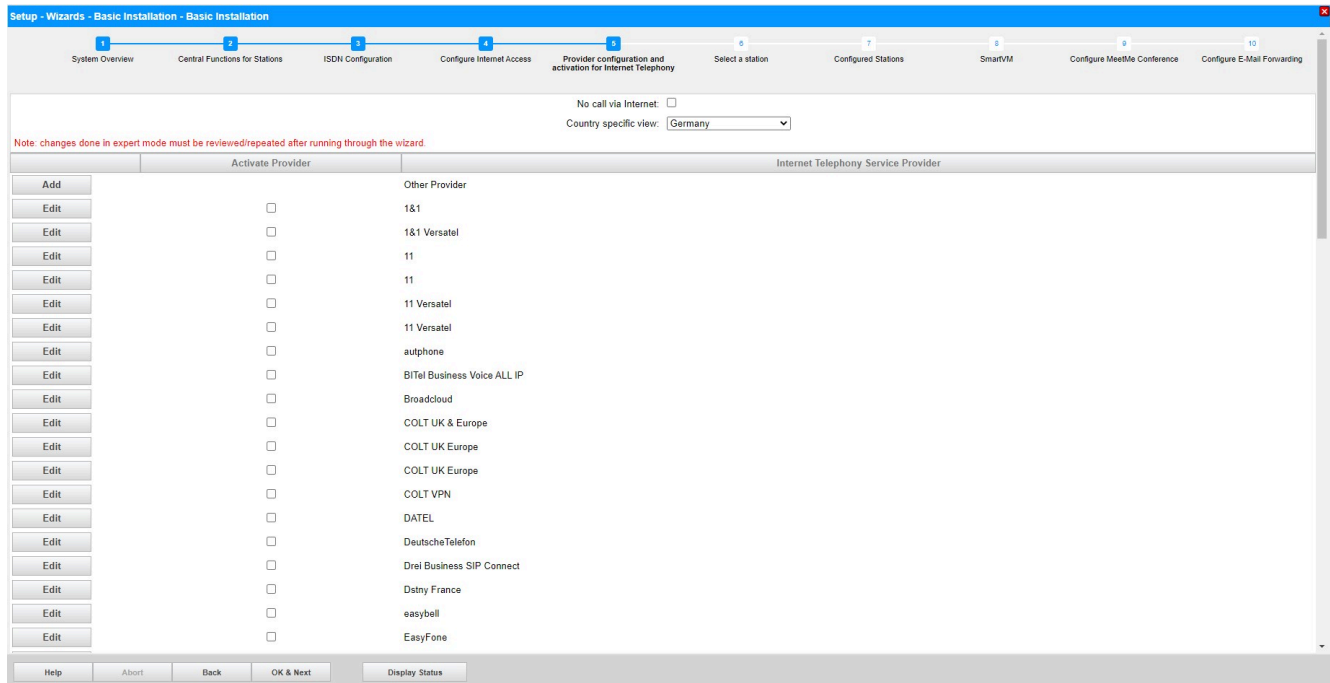 Setup - Wizards - Basic Installation - Basic Installation
1 2 3 4 5 6 7 8 9 10
System Overview Central Functions for Stations ISDN Configuration Configure Internet Access Provider configuration and activation for Internet Telephony Select a station Configured Stations SmartVM Configure MeetMe Conference Configure E-Mail Forwarding
No call via Internet:
Country specific view: Germany
Note: changes done in expert mode must be reviewed/repeated after running through the wizard.
Activate Provider Internet Telephony Service Provider
Add Other Provider
Edit 1&1
Edit 1&1 Versatel
Edit 11
Edit 11
Edit 11 Versatel
Edit 11 Versatel
Edit autphone
Edit BITel Business Voice ALL IP
Edit Broadcloud
Edit COLT UK & Europe
Edit COLT UK Europe
Edit COLT UK Europe
Edit COLT VPN
Edit DATEL
Edit DeutscheTelefon
Edit Drei Business SIP Connect
Edit Dstny France
Edit easybell
Edit EasyFone
Help Abort Back OK & Next Display Status